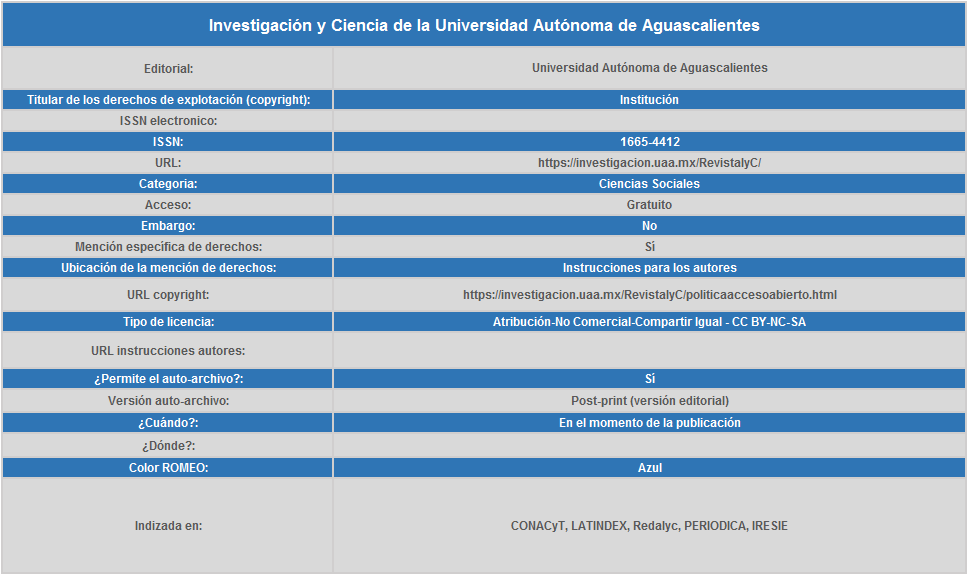 Investigación y Ciencia de la Universidad Autónoma de Aguascalientes
Editorial: Universidad Autónoma de Aguascalientes
Titular de los derechos de explotación (copyright): Institución
ISSN electronico:
ISSN: 1665-4412
URL: https://investigacion.uaa.mx/RevistaIyC/
Categoria: Ciencias Sociales
Acceso: Gratuito
Embargo: No
Mención específica de derechos: Sí
Ubicación de la mención de derechos: Instrucciones para los autores
URL copyright: https://investigacion.uaa.mx/RevistaIyC/politicaaccesoabierto.html
Tipo de licencia: Atribución-No Comercial-Compartir Igual - CC BY-NC-SA
URL instrucciones autores:
¿Permite el auto-archivo?: Sí
Versión auto-archivo: Post-print (versión editorial)
¿Cuándo?: En el momento de la publicación
¿Dónde?:
Color ROMEO: Azul
Indizada en: CONACyT, LATINDEX, Redalyc, PERIODICA, IRESIE